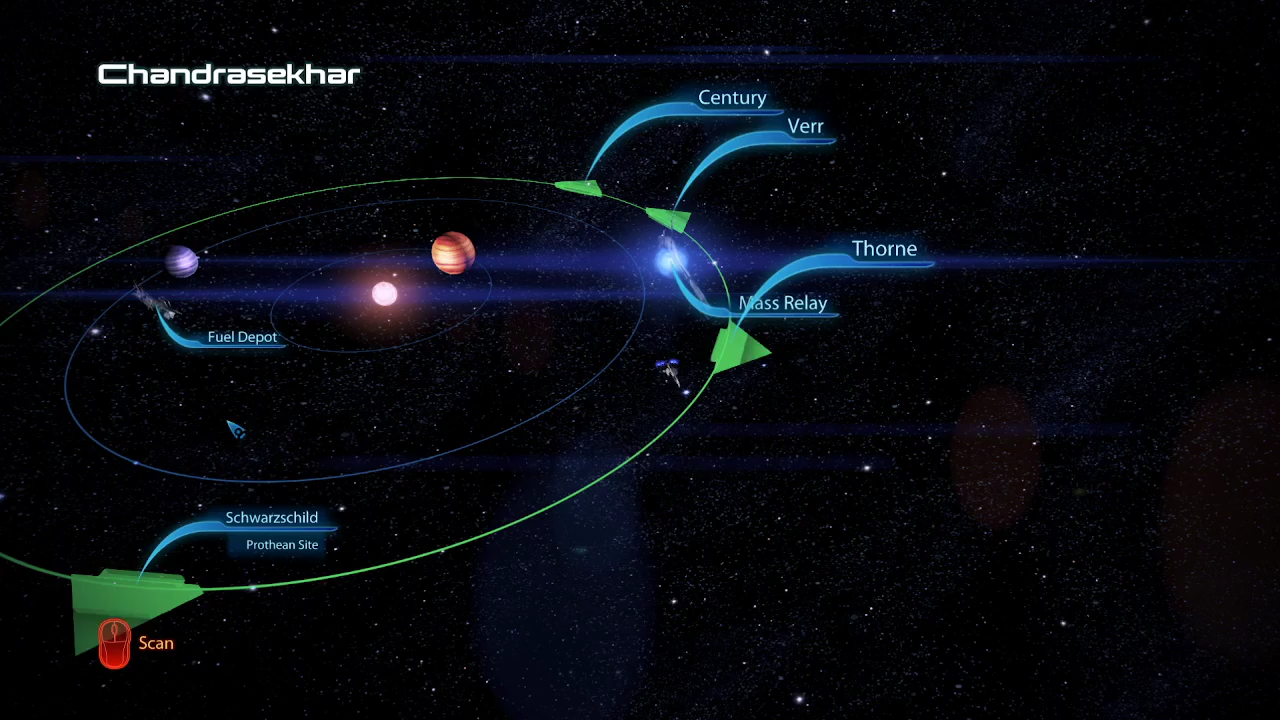 Chandrasekhar
Century
Verr
Thorne
Mass Relay
Fuel Depot
Schwarzschild
Prothean Site
Scan